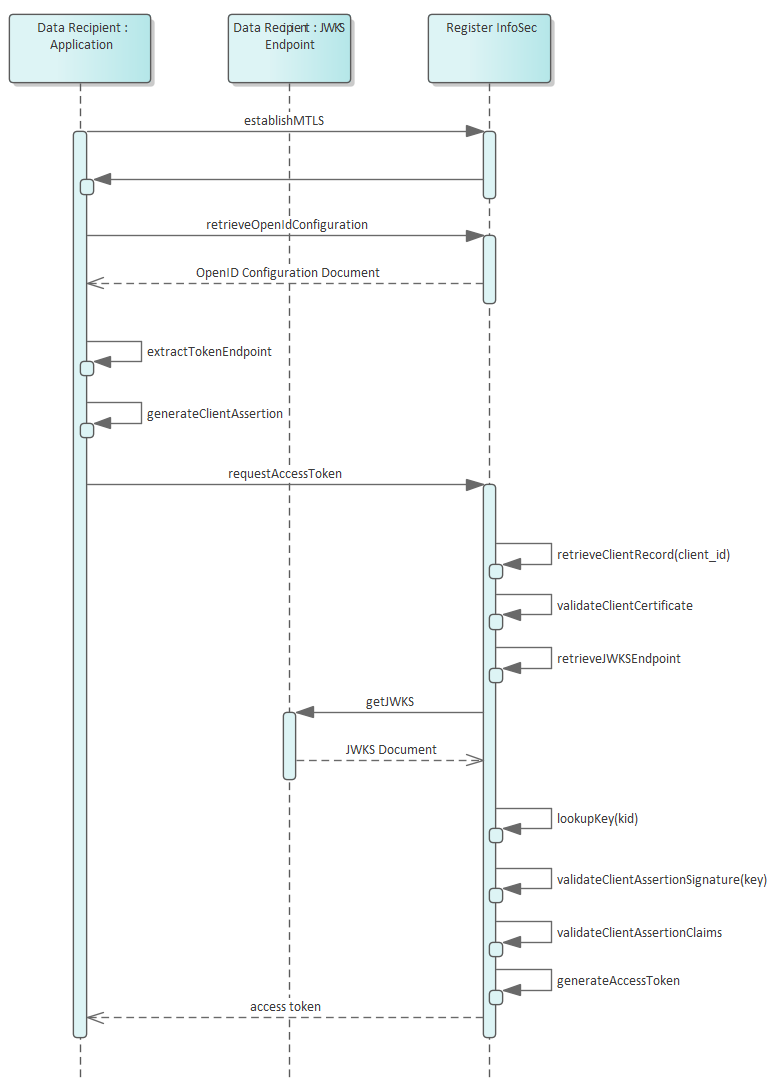 Data Recipient :
Application
Data Recipient : JWKS
Endpoint
Register InfoSec
establishMTLS
retrieveOpenIdConfiguration
OpenID Configuration Document
extractTokenEndpoint
generateClientAssertion
requestAccessToken
retrieveClientRecord(client_id)
validateClientCertificate
retrieveJWKSEndpoint
getJWKS
JWKS Document
lookupKey(kid)
validateClientAssertionSignature(key)
validateClientAssertionClaims
generateAccessToken
access token